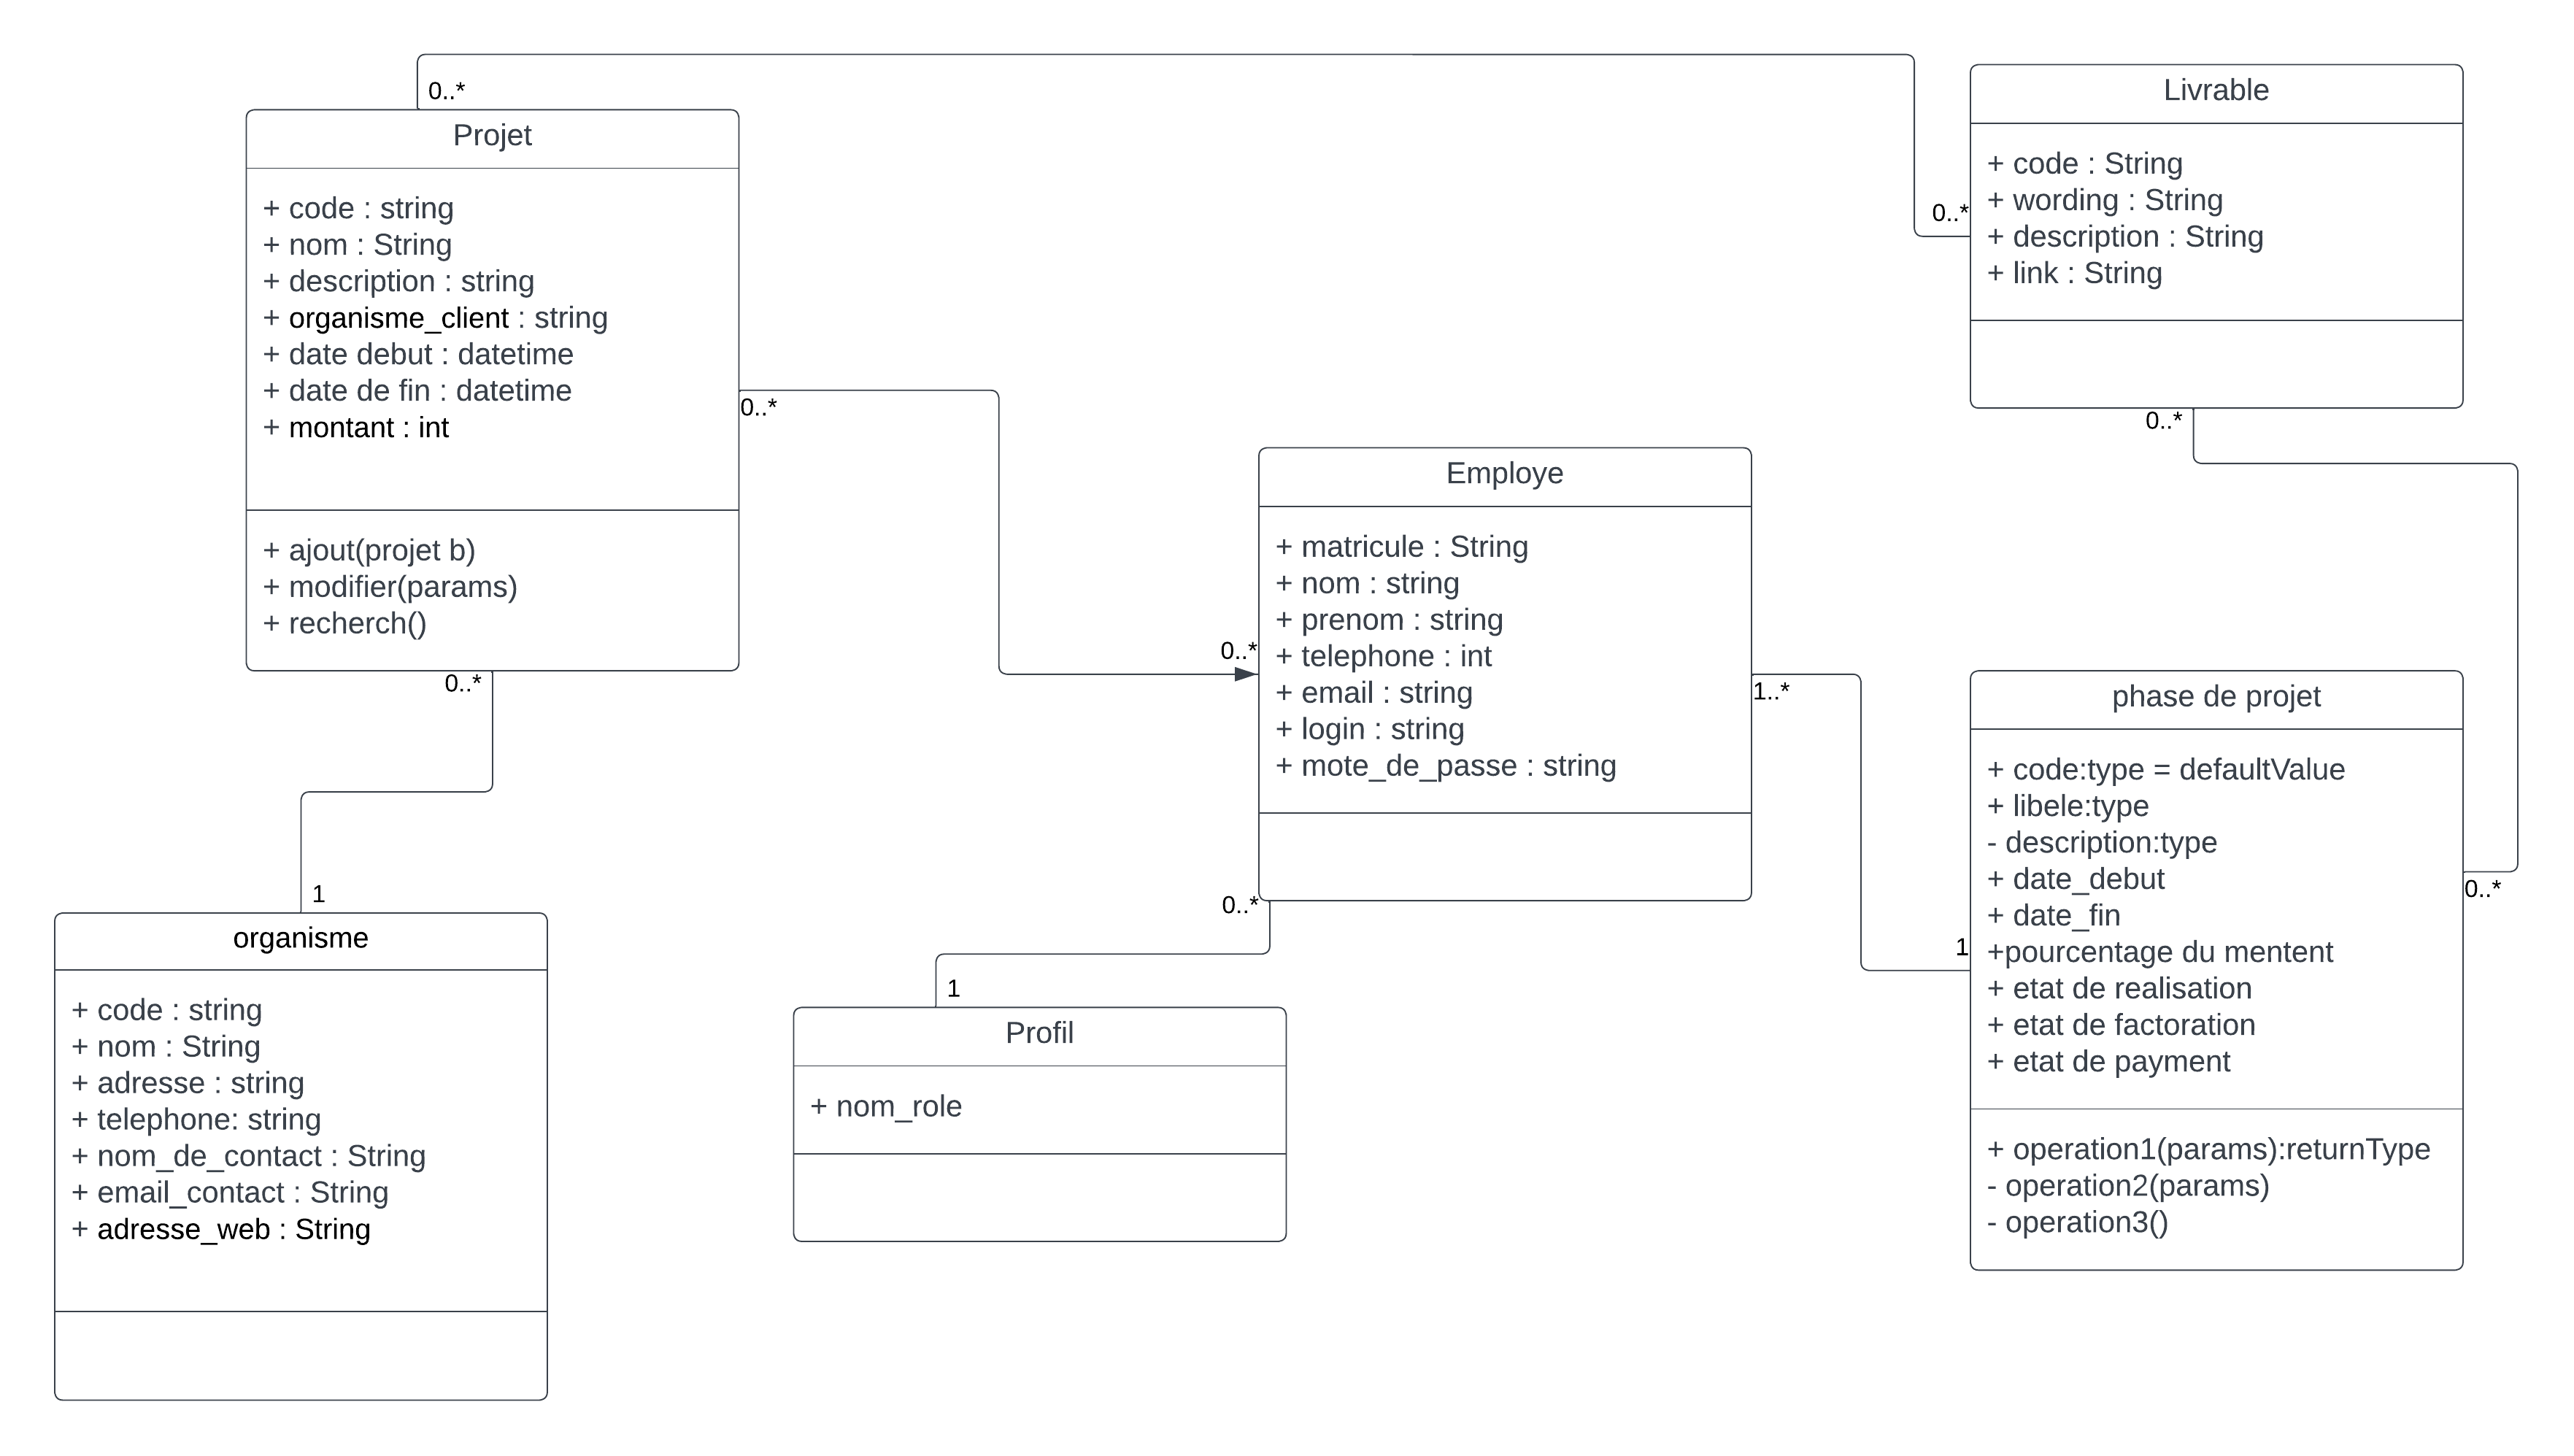 0..*
Projet
+ code : string
+ nom : String
+ description : string
+ organisme_client : string
+ date debut : datetime
+ date de fin : datetime
+ montant : int
+ ajout(projet b)
+ modifier(params)
+ recherch()
0..*
0..*
1
organisme
+ code : string
+ nom : String
+ adresse : string
+ telephone: string
+ nom_de_contact : String
+ email_contact : String
+ adresse_web : String
0..*
Employe
+ matricule : String
+ nom : string
+ prenom : string
+ telephone : int
+ email : string
+ login : string
+ mote_de_passe : string
1..*
0..*
1
Profil
+ nom_role
Livrable
0..*
+ code : String
+ wording : String
+ description : String
+ link : String
0..*
phase de projet
+ code:type = defaultValue
+ libele:type
- description:type
+ date_debut
+ date_fin
+pourcentage du mentent
+ etat de realisation
+ etat de factoration
+ etat de payment
0..*
1
+ operation1(params):returnType
- operation2(params)
- operation3()